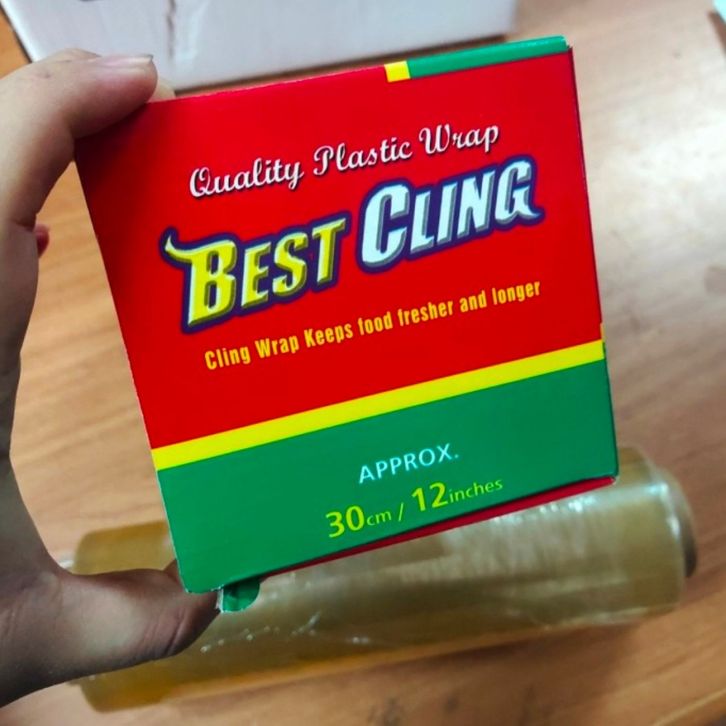 Quality Plastic Wrap
BEST CLING
Cling Wrap Keeps food fresher and longer
APPROX.
30cm / 12inches